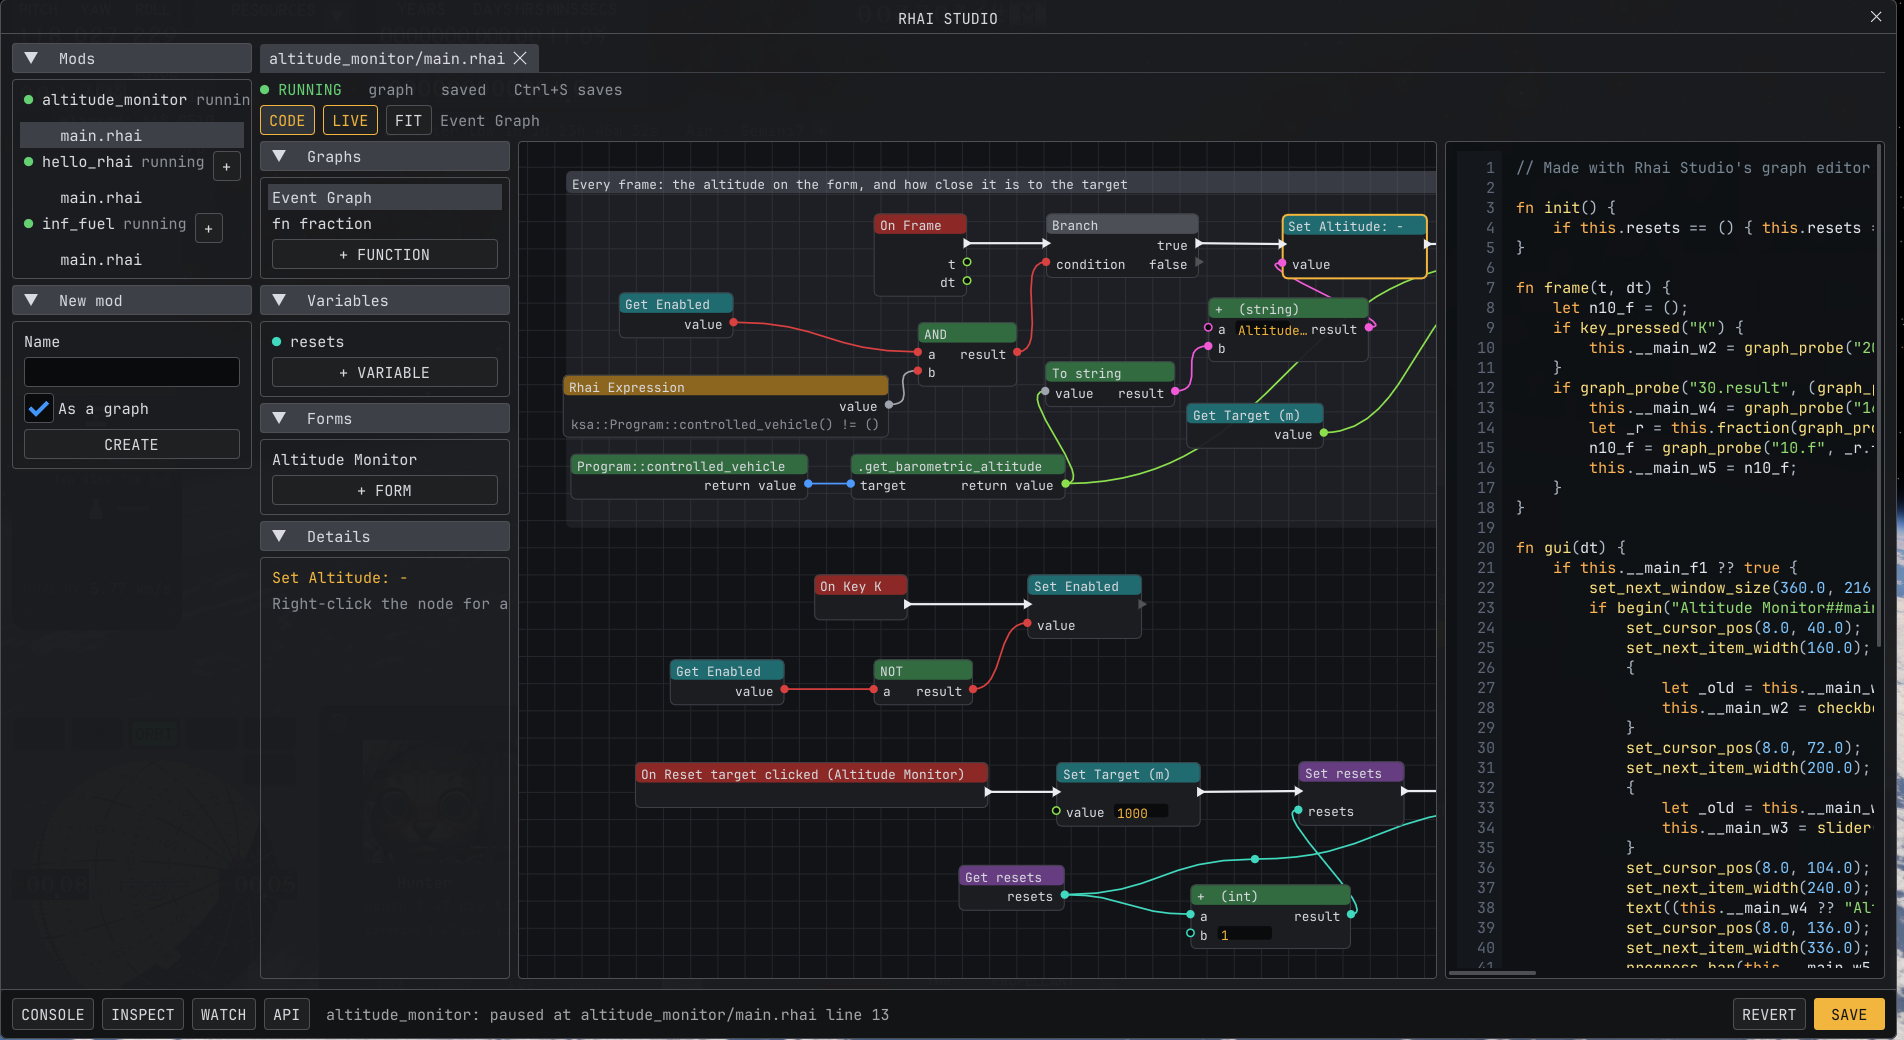 RHAI STUDIO
Mods
altitude_monitor runnin
main.rhai
hello_rhai running +
main.rhai
inf_fuel running +
main.rhai
New mod
Name
As a graph
CREATE
altitude_monitor/main.rhai
RUNNING graph saved Ctrl+S saves
CODE LIVE FIT Event Graph
Graphs
Event Graph
fn fraction
+ FUNCTION
Variables
resets
+ VARIABLE
Forms
Altitude Monitor
+ FORM
Details
Set Altitude: -
Right-click the node for a
Every frame: the altitude on the form, and how close it is to the target
On Frame
t
dt
Branch
true
condition false
Set Altitude: -
value
Get Enabled
value
AND
a result
b
+ (string)
a Altitude… result
b
Rhai Expression
value
ksa::Program::controlled_vehicle() != ()
To string
value result
Get Target (m)
value
Program::controlled_vehicle
return value
.get_barometric_altitude
target return value
On Key K
Set Enabled
value
Get Enabled
value
NOT
a result
On Reset target clicked (Altitude Monitor)
Set Target (m)
value 1000
Set resets
resets
Get resets
resets
+ (int)
a result
b 1
1 // Made with Rhai Studio's graph editor
2
3 fn init() {
4 if this.resets == () { this.resets =
5 }
6
7 fn frame(t, dt) {
8 let n10_f = ();
9 if key_pressed("K") {
10 this.__main_w2 = graph_probe("20
11 }
12 if graph_probe("30.result", (graph_p
13 this.__main_w4 = graph_probe("16
14 let _r = this.fraction(graph_pro
15 n10_f = graph_probe("10.f", _r.
16 this.__main_w5 = n10_f;
17 }
18 }
19
20 fn gui(dt) {
21 if this.__main_f1 ?? true {
22 set_next_window_size(360.0, 216
23 if begin("Altitude Monitor##main
24 set_cursor_pos(8.0, 40.0);
25 set_next_item_width(160.0);
26 {
27 let _old = this.__main_w
28 this.__main_w2 = checkbo
29 }
30 set_cursor_pos(8.0, 72.0);
31 set_next_item_width(200.0);
32 {
33 let _old = this.__main_w
34 this.__main_w3 = slider
35 }
36 set_cursor_pos(8.0, 104.0);
37 set_next_item_width(240.0);
38 text((this.__main_w4 ?? "Al
39 set_cursor_pos(8.0, 136.0);
40 set_next_item_width(336.0);
41 progress_bar(this.__main_w5
CONSOLE INSPECT WATCH API altitude_monitor: paused at altitude_monitor/main.rhai line 13
REVERT SAVE